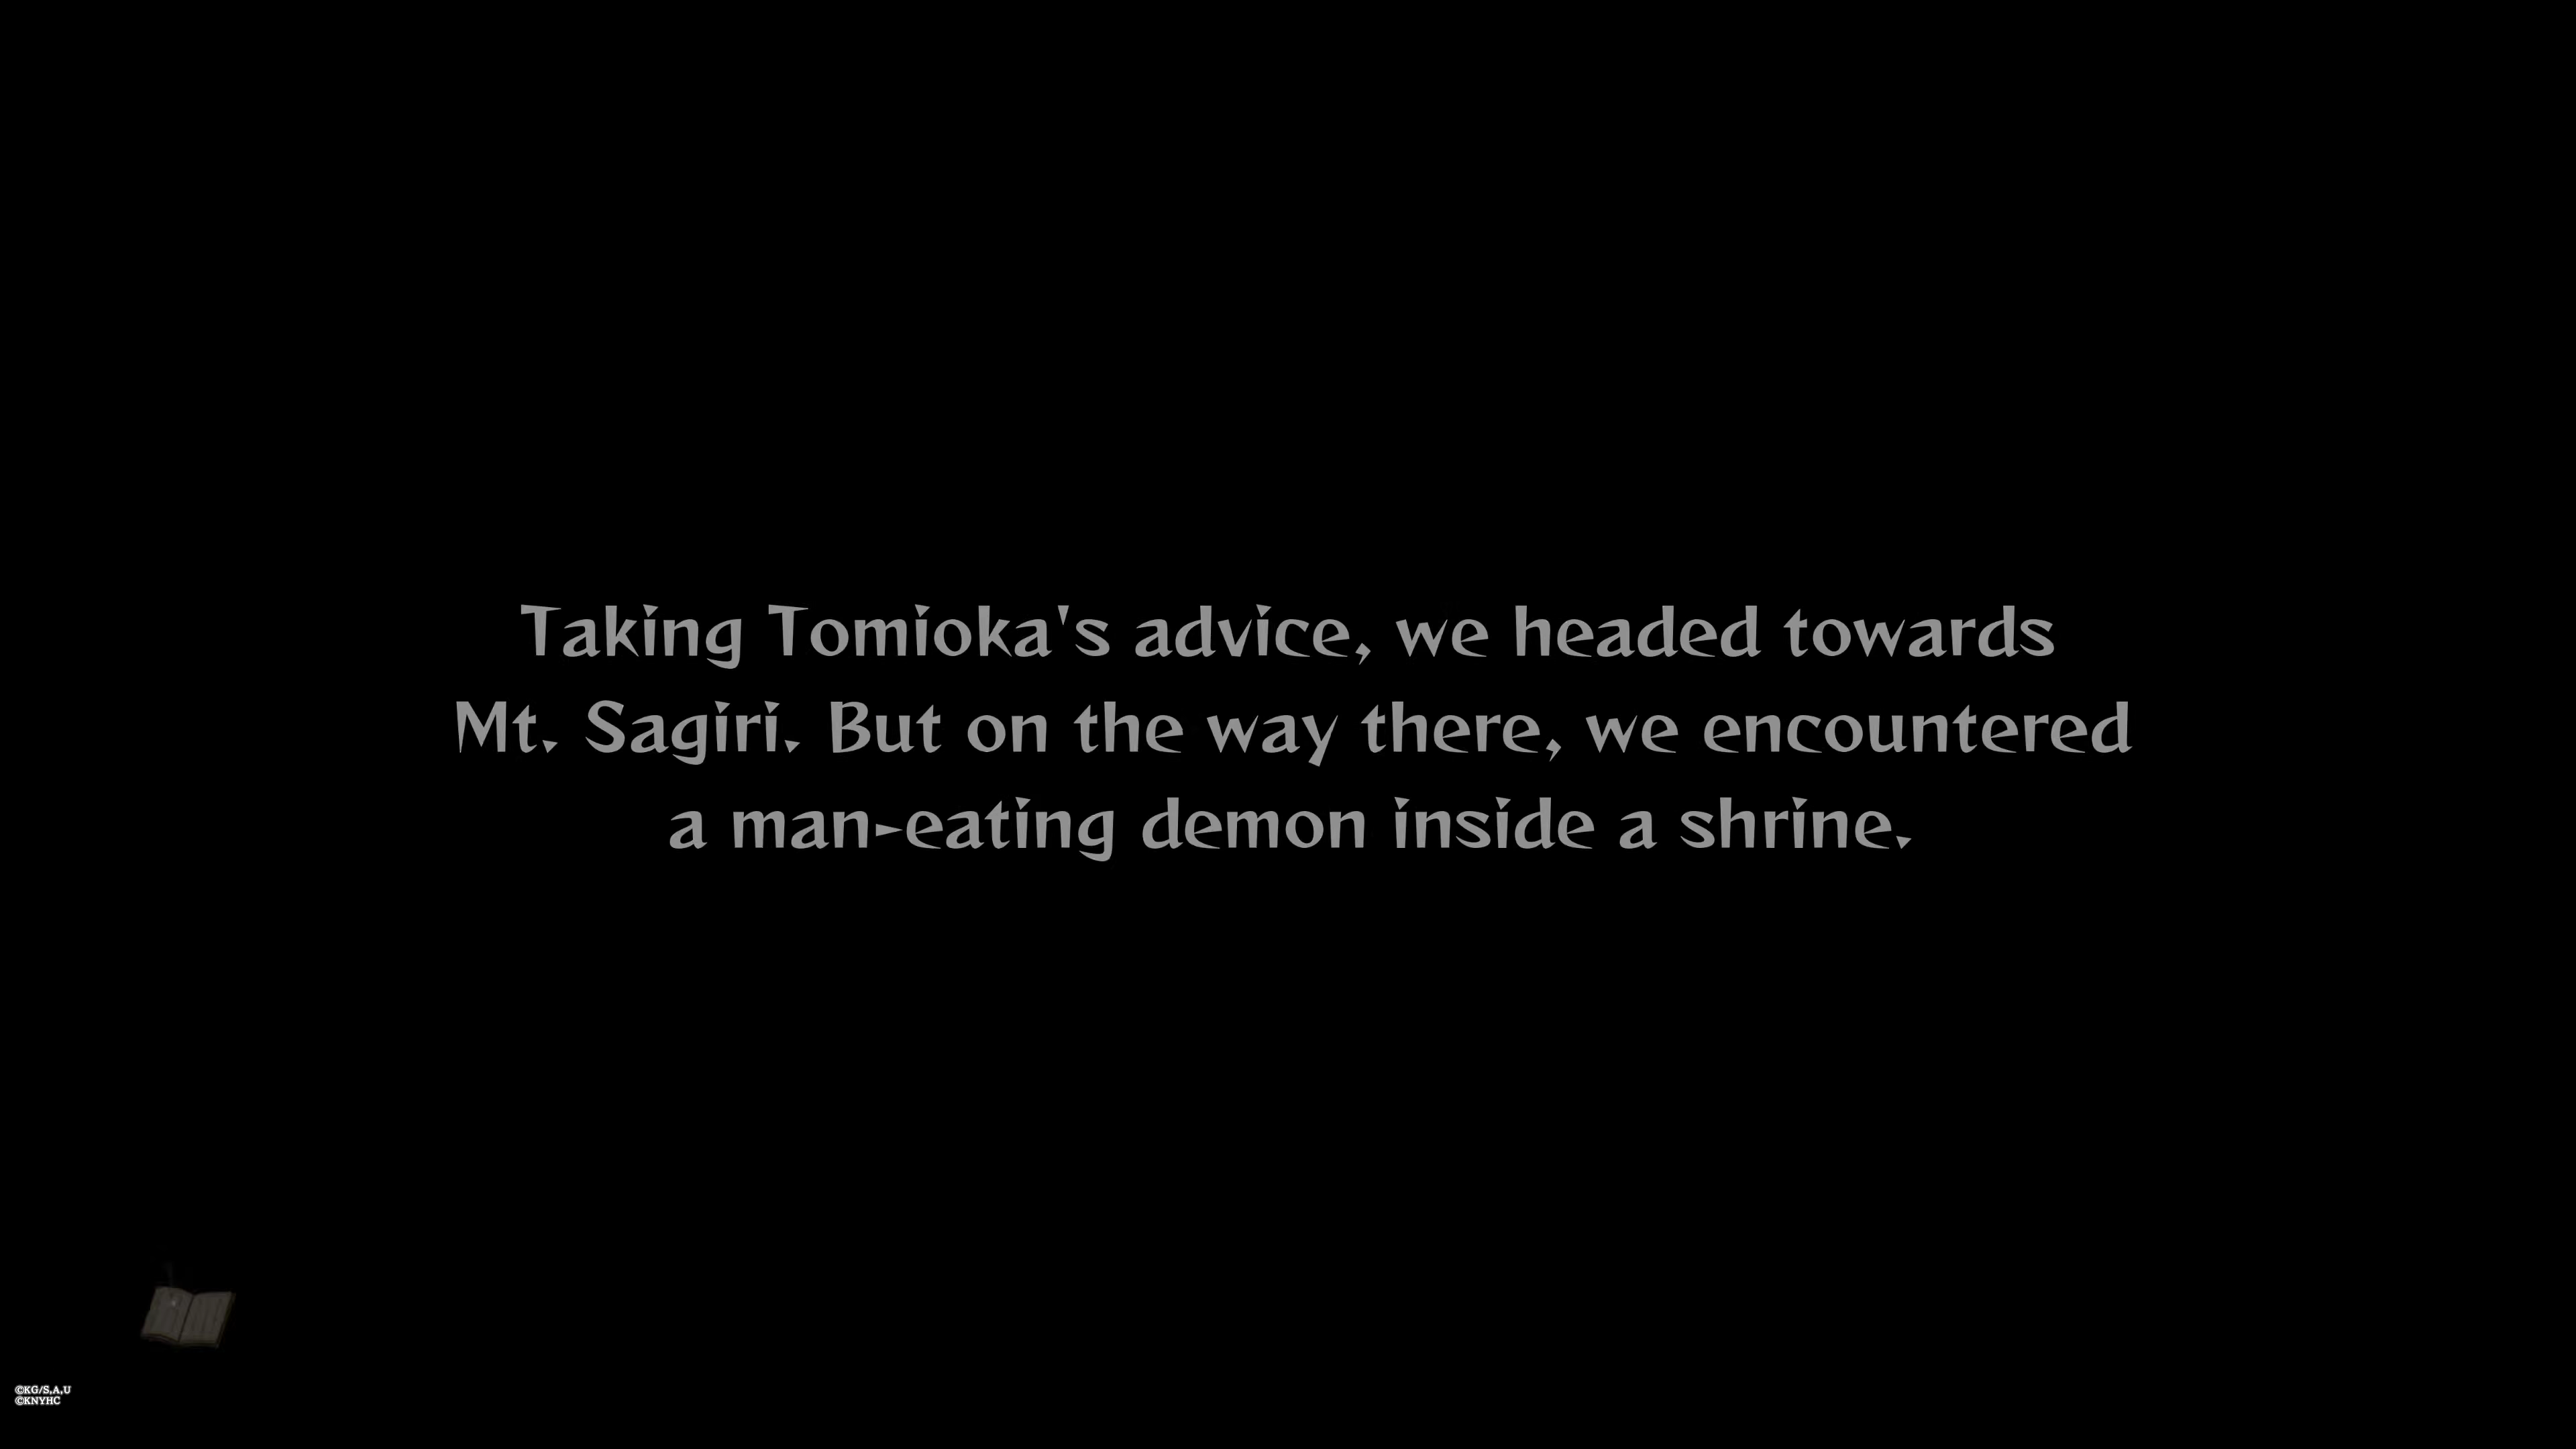 Taking Tomioka's advice, we headed towards
Mt. Sagiri. But on the way there, we encountered
a man-eating demon inside a shrine.
©KG/S,A,U
©KNYHC